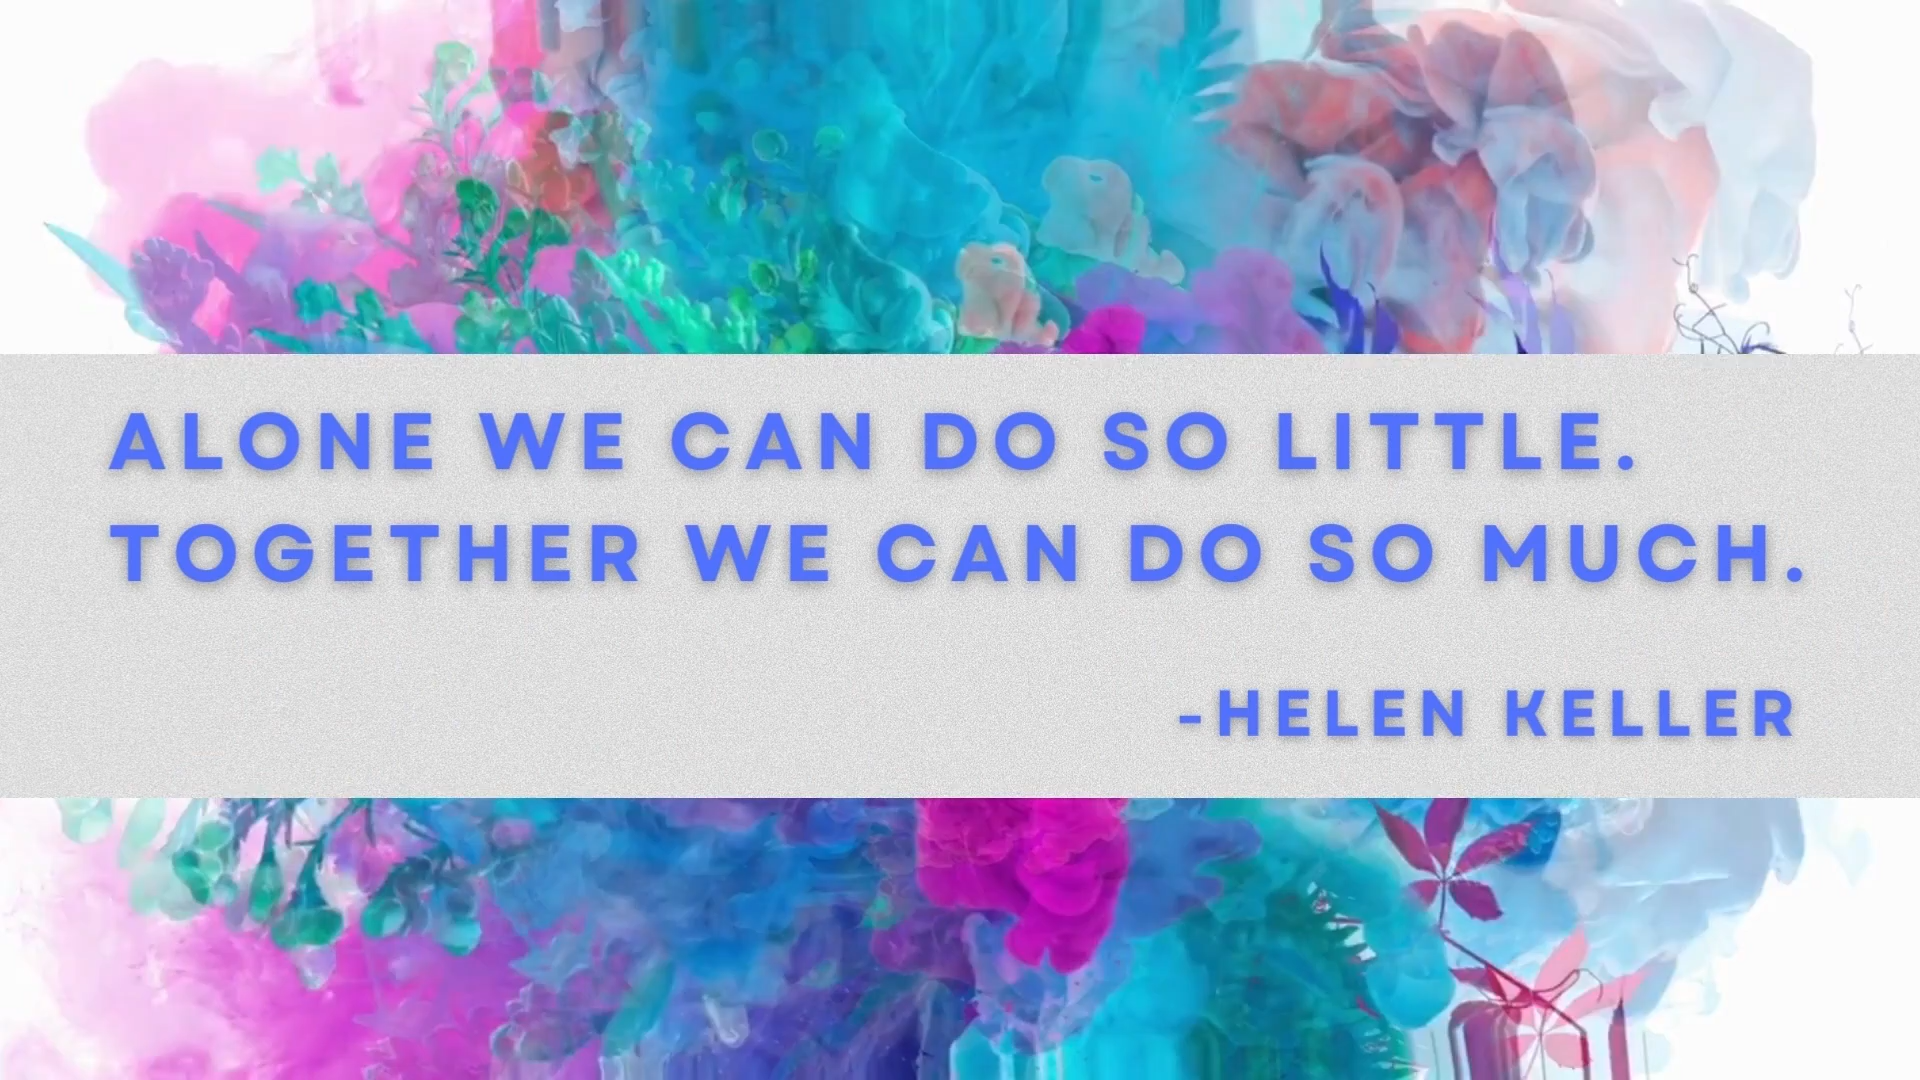 ALONE WE CAN DO SO LITTLE.
TOGETHER WE CAN DO SO MUCH.
-HELEN KELLER